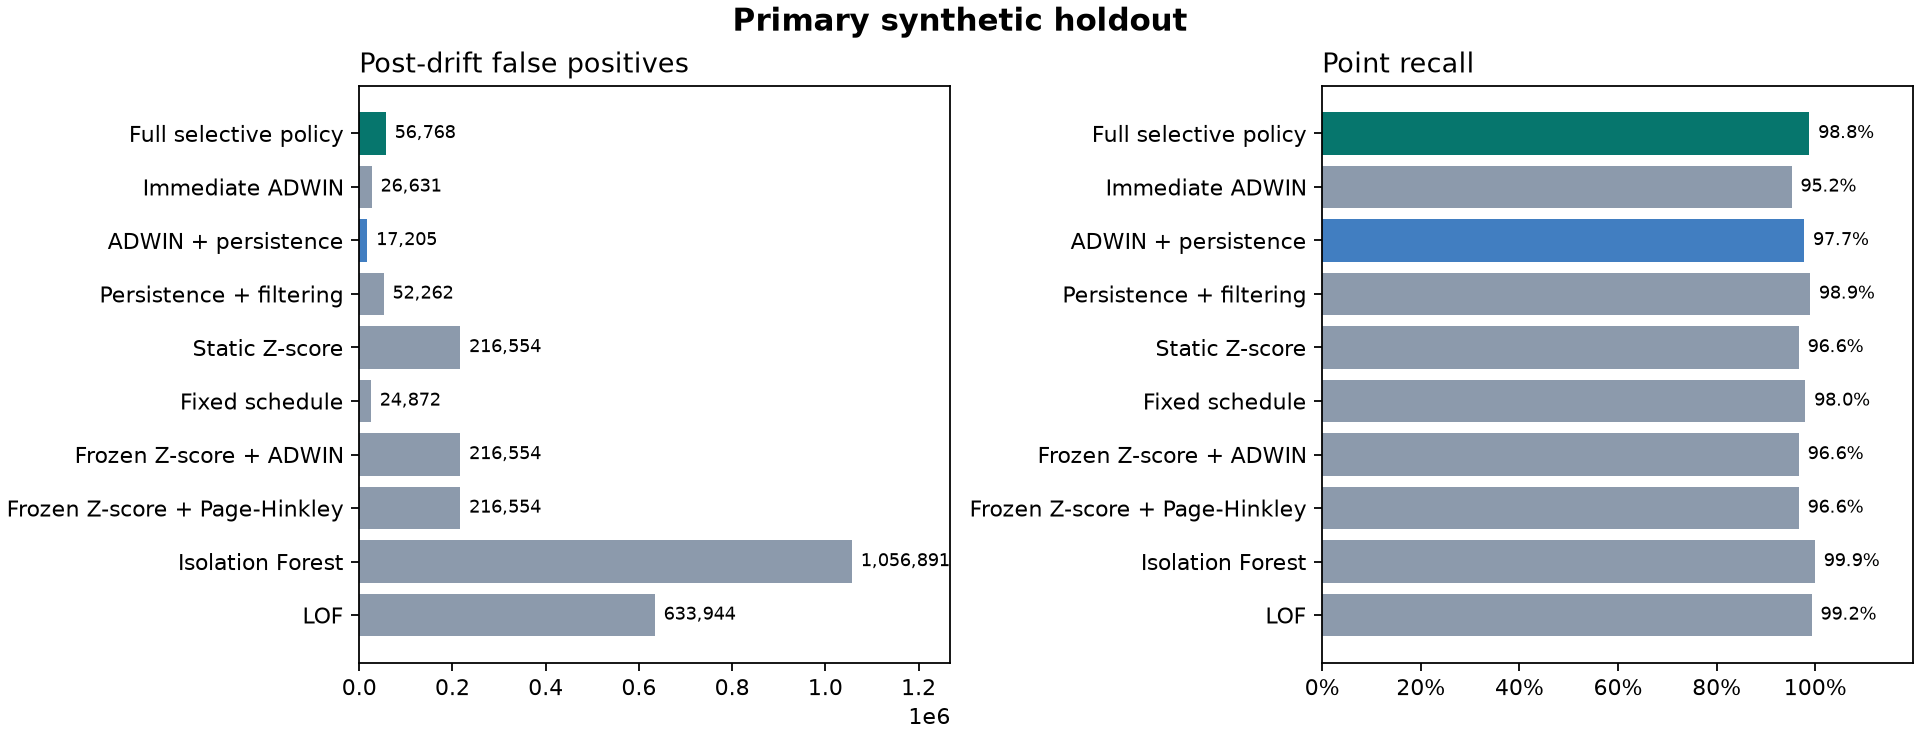 Primary synthetic holdout
Post-drift false positives
Full selective policy 56,768
Immediate ADWIN 26,631
ADWIN + persistence 17,205
Persistence + filtering 52,262
Static Z-score 216,554
Fixed schedule 24,872
Frozen Z-score + ADWIN 216,554
Frozen Z-score + Page-Hinkley 216,554
Isolation Forest 1,056,891
LOF 633,944
0.0 0.2 0.4 0.6 0.8 1.0 1.2
1e6
Point recall
Full selective policy 98.8%
Immediate ADWIN 95.2%
ADWIN + persistence 97.7%
Persistence + filtering 98.9%
Static Z-score 96.6%
Fixed schedule 98.0%
Frozen Z-score + ADWIN 96.6%
Frozen Z-score + Page-Hinkley 96.6%
Isolation Forest 99.9%
LOF 99.2%
0% 20% 40% 60% 80% 100%